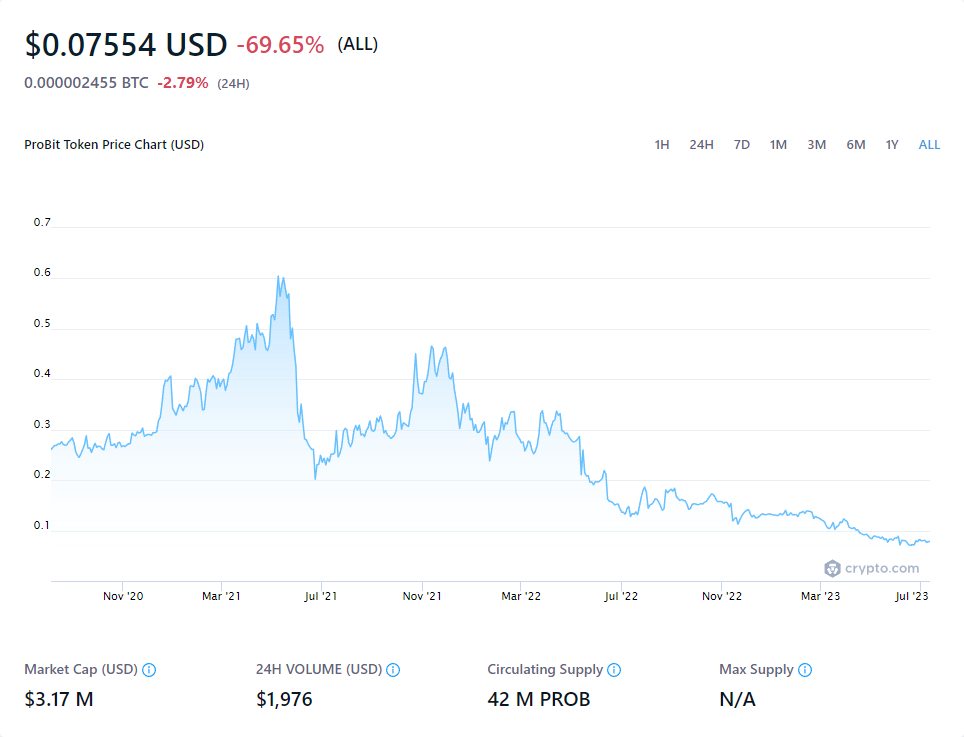 $0.07554 USD -69.65% (ALL)
0.000002455 BTC -2.79% (24H)
ProBit Token Price Chart (USD) 1H 24H 7D 1M 3M 6M 1Y ALL
0.7
0.6
0.5
0.4
0.3
0.2
0.1
crypto.com
Nov '20 Mar '21 Jul '21 Nov '21 Mar '22 Jul '22 Nov '22 Mar '23 Jul '23
Market Cap (USD) 24H VOLUME (USD) Circulating Supply Max Supply
$3.17 M $1,976 42 M PROB N/A